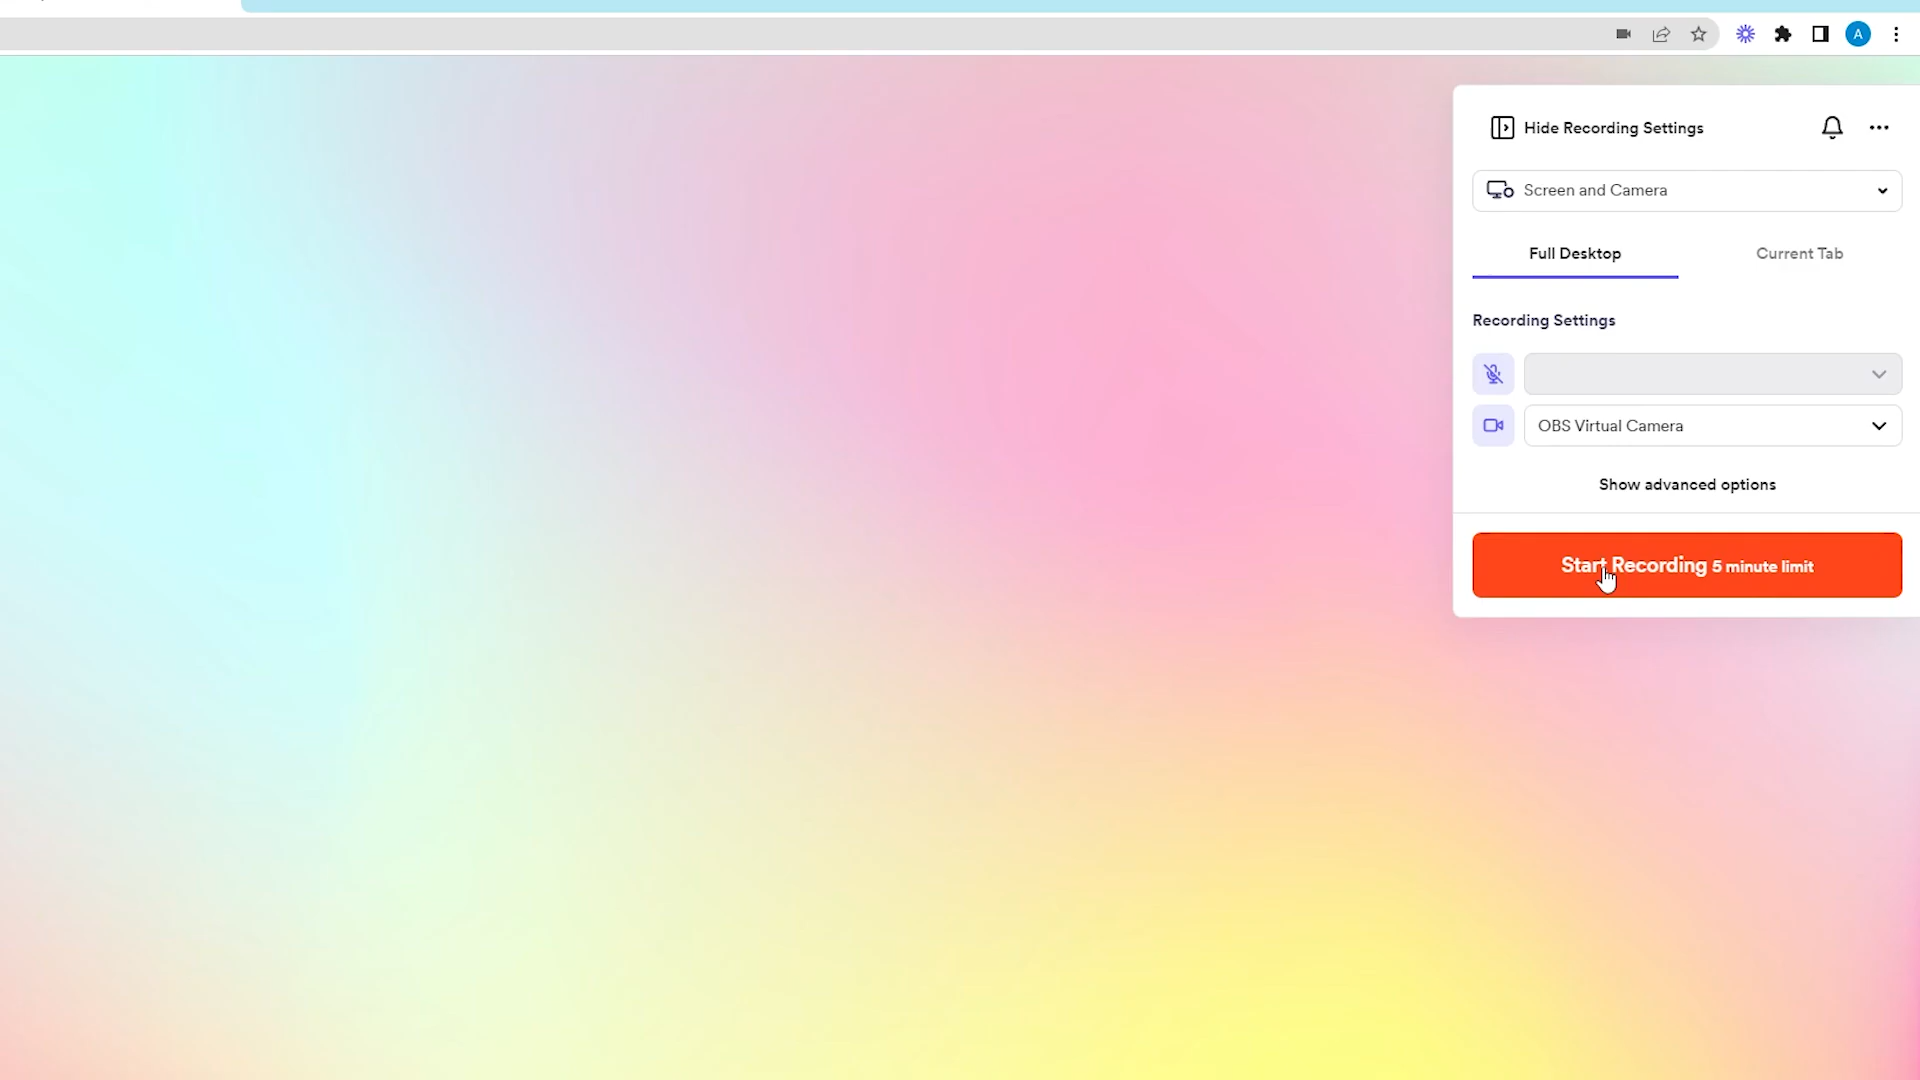 A
Hide Recording Settings
Screen and Camera
Full Desktop
Current Tab
Recording Settings
OBS Virtual Camera
Show advanced options
Start Recording 5 minute limit